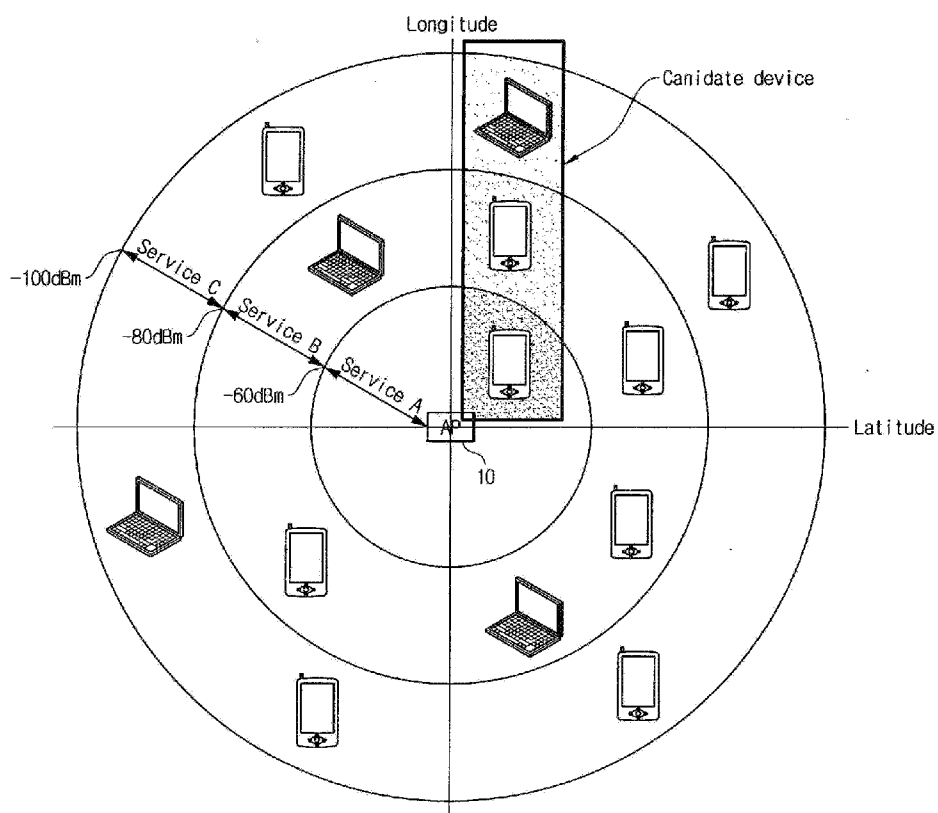 Longitude
Canidate device
Service C
-100dBm
Service B
-80dBm
Service A
-60dBm
AP
Latitude
10